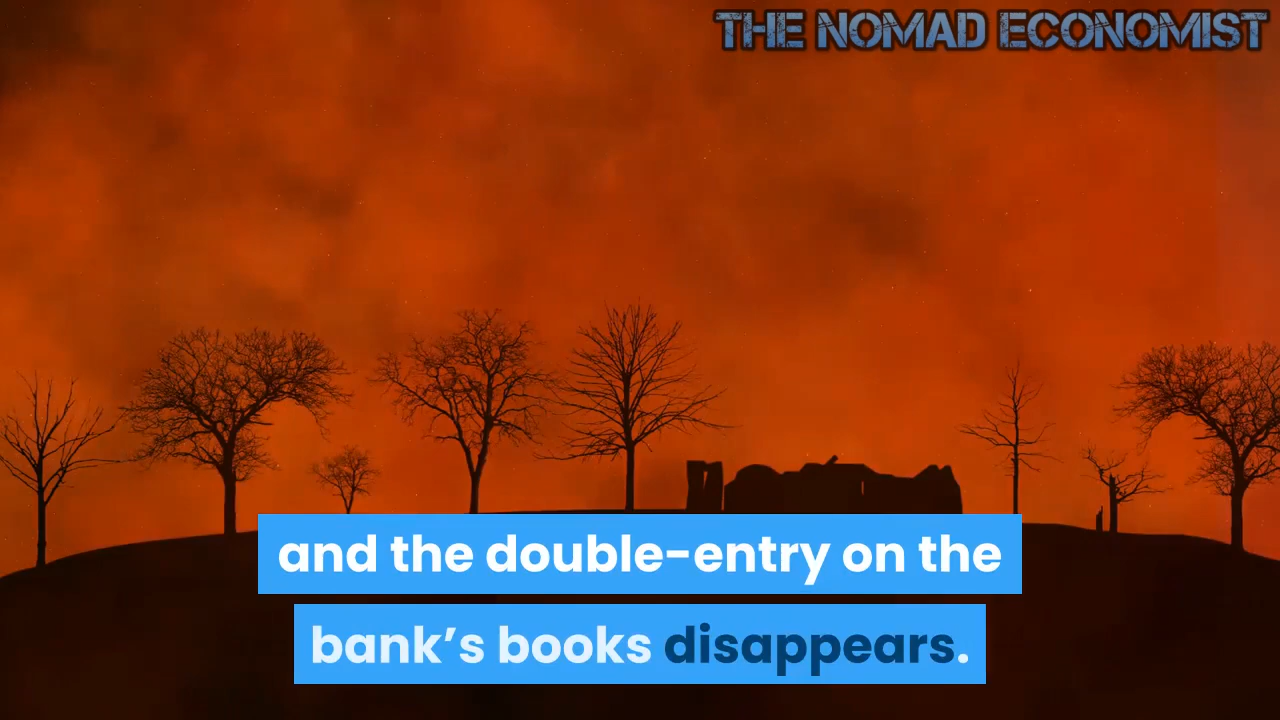 THE NOMAD ECONOMIST
and the double-entry on the
bank’s books disappears.